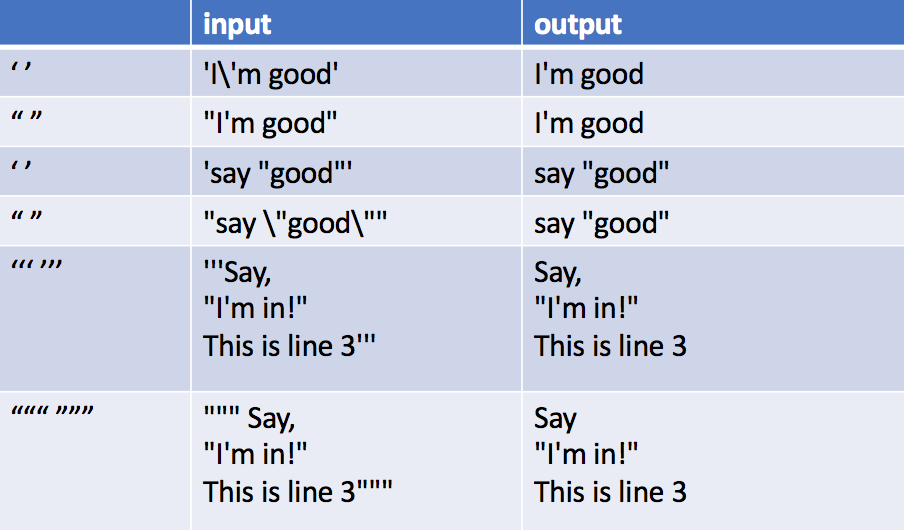 input output
‘ ’ 'I\'m good' I'm good
“ ” "I'm good" I'm good
‘ ’ 'say "good"' say "good"
“ ” "say \"good\"" say "good"
‘‘‘ ’’’ '''Say, Say,
"I'm in!" "I'm in!"
This is line 3''' This is line 3
“““ ””” """ Say, Say
"I'm in!" "I'm in!"
This is line 3""" This is line 3